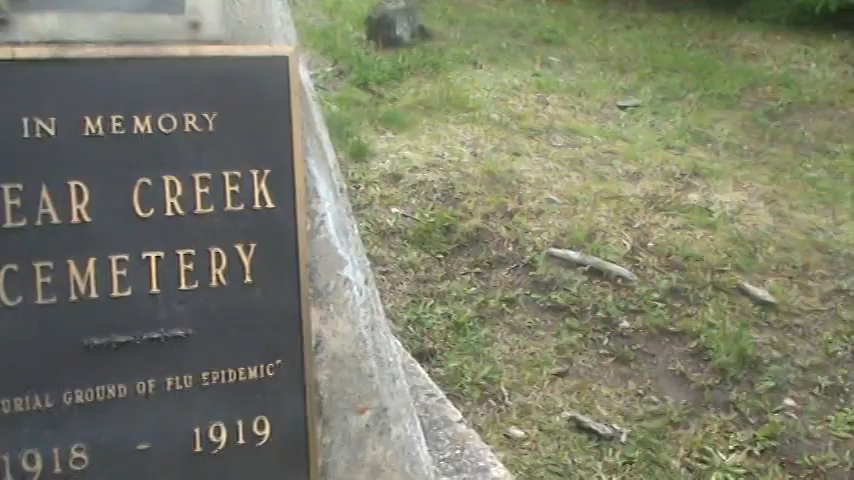 IN MEMORY
EAR CREEK
CEMETERY
URIAL GROUND OF FLU EPIDEMIC"
1918 - 1919